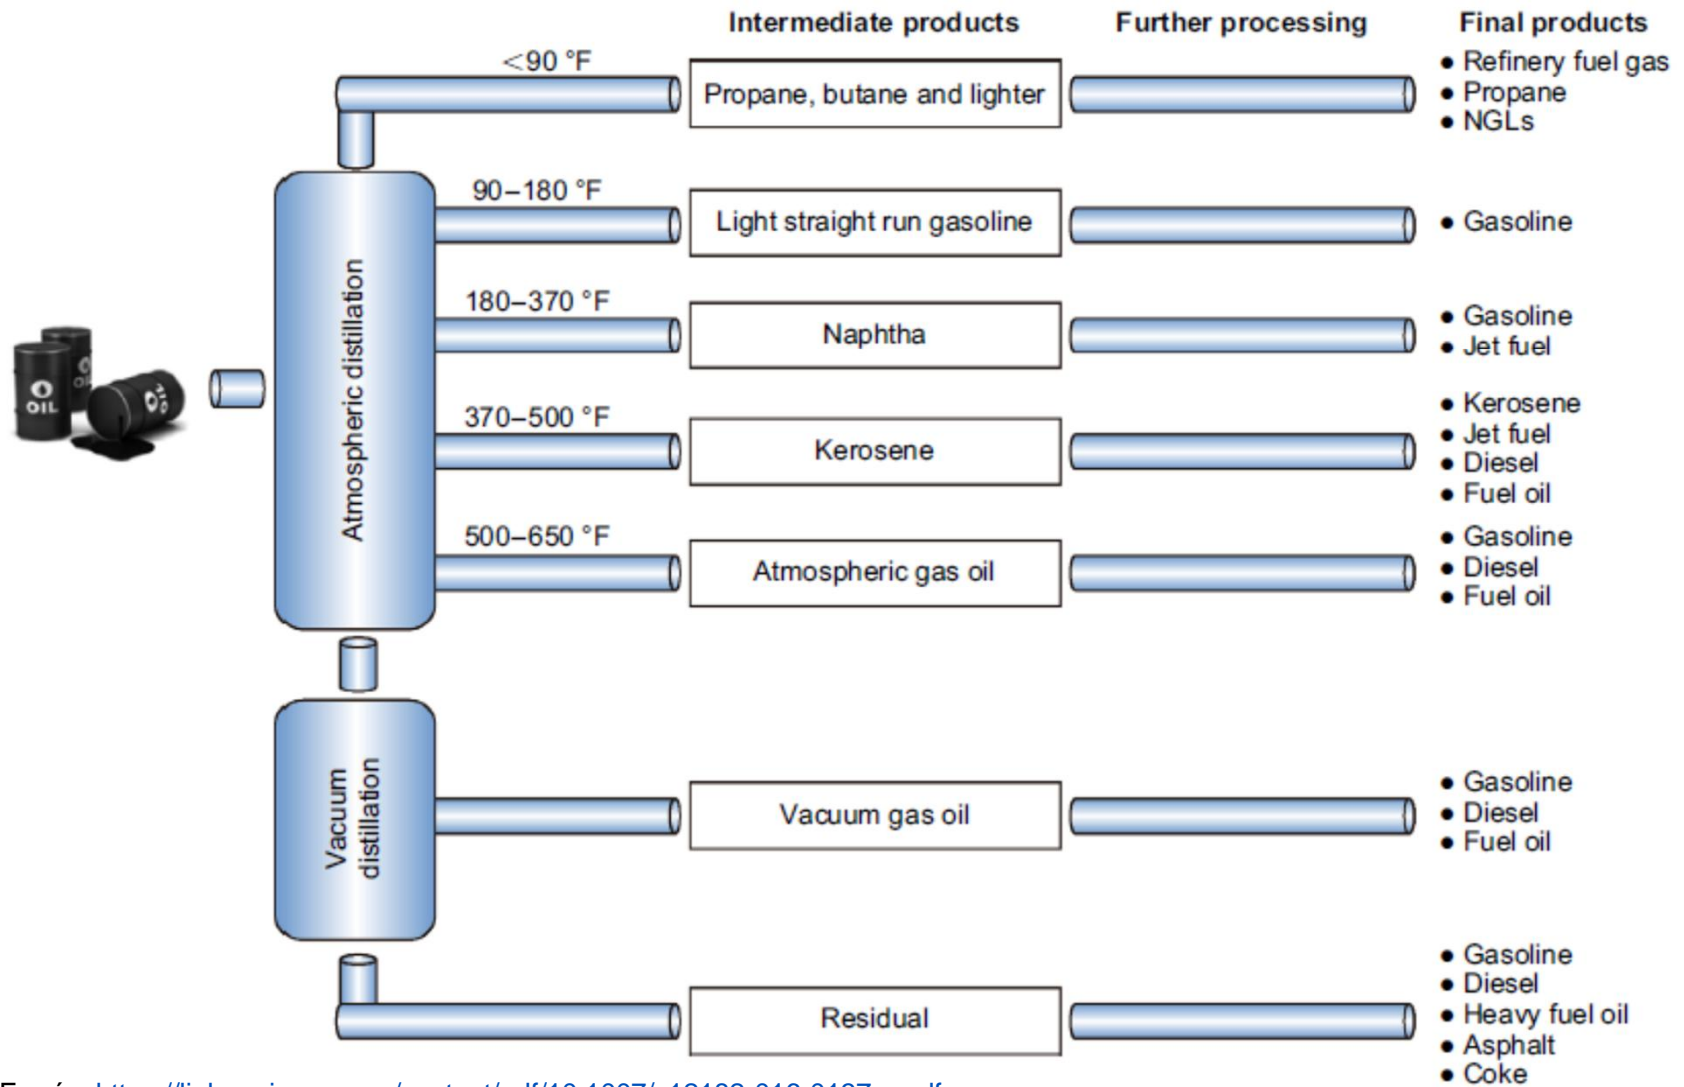 Intermediate products Further processing Final products
<90 °F
Propane, butane and lighter
● Refinery fuel gas
● Propane
● NGLs
90–180 °F
Light straight run gasoline
● Gasoline
180–370 °F
Naphtha
● Gasoline
● Jet fuel
370–500 °F
Kerosene
● Kerosene
● Jet fuel
● Diesel
● Fuel oil
500–650 °F
Atmospheric gas oil
● Gasoline
● Diesel
● Fuel oil
Atmospheric distillation
OIL
OIL
OIL
Vacuum
distillation
Vacuum gas oil
● Gasoline
● Diesel
● Fuel oil
Residual
● Gasoline
● Diesel
● Heavy fuel oil
● Asphalt
● Coke